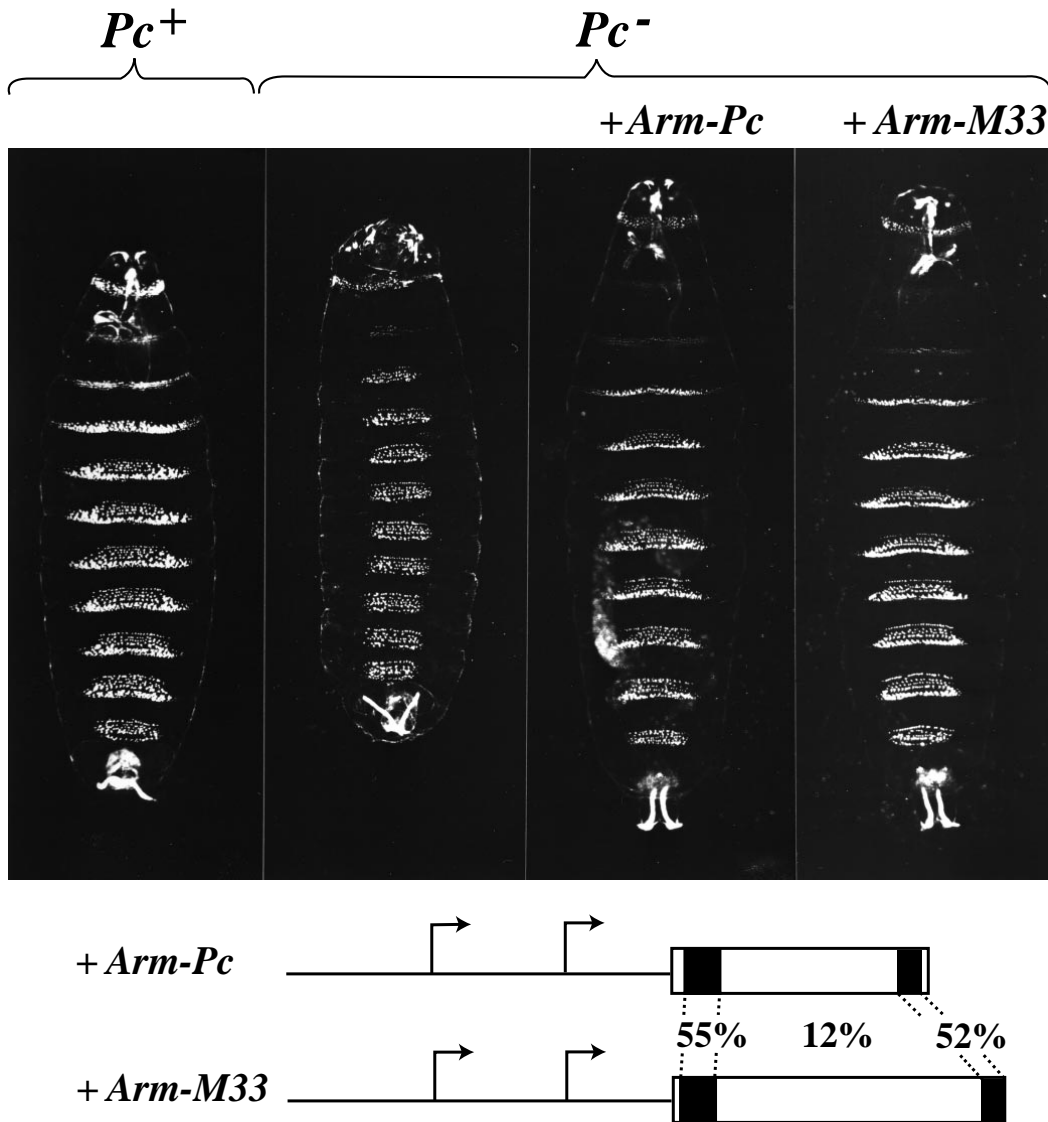 Pc+ Pc-
+Arm-Pc +Arm-M33
+Arm-Pc
55% 12% 52%
+Arm-M33